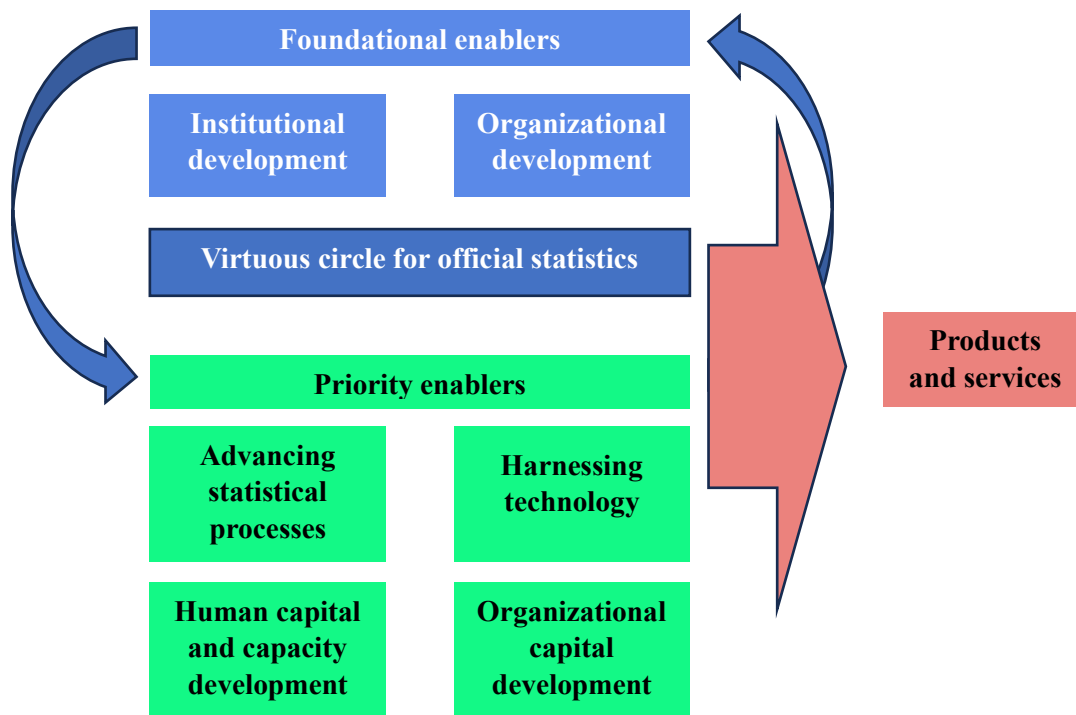 Foundational enablers
Institutional
development
Organizational
development
Virtuous circle for official statistics
Priority enablers
Advancing
statistical
processes
Harnessing
technology
Human capital
and capacity
development
Organizational
capital
development
Products
and services